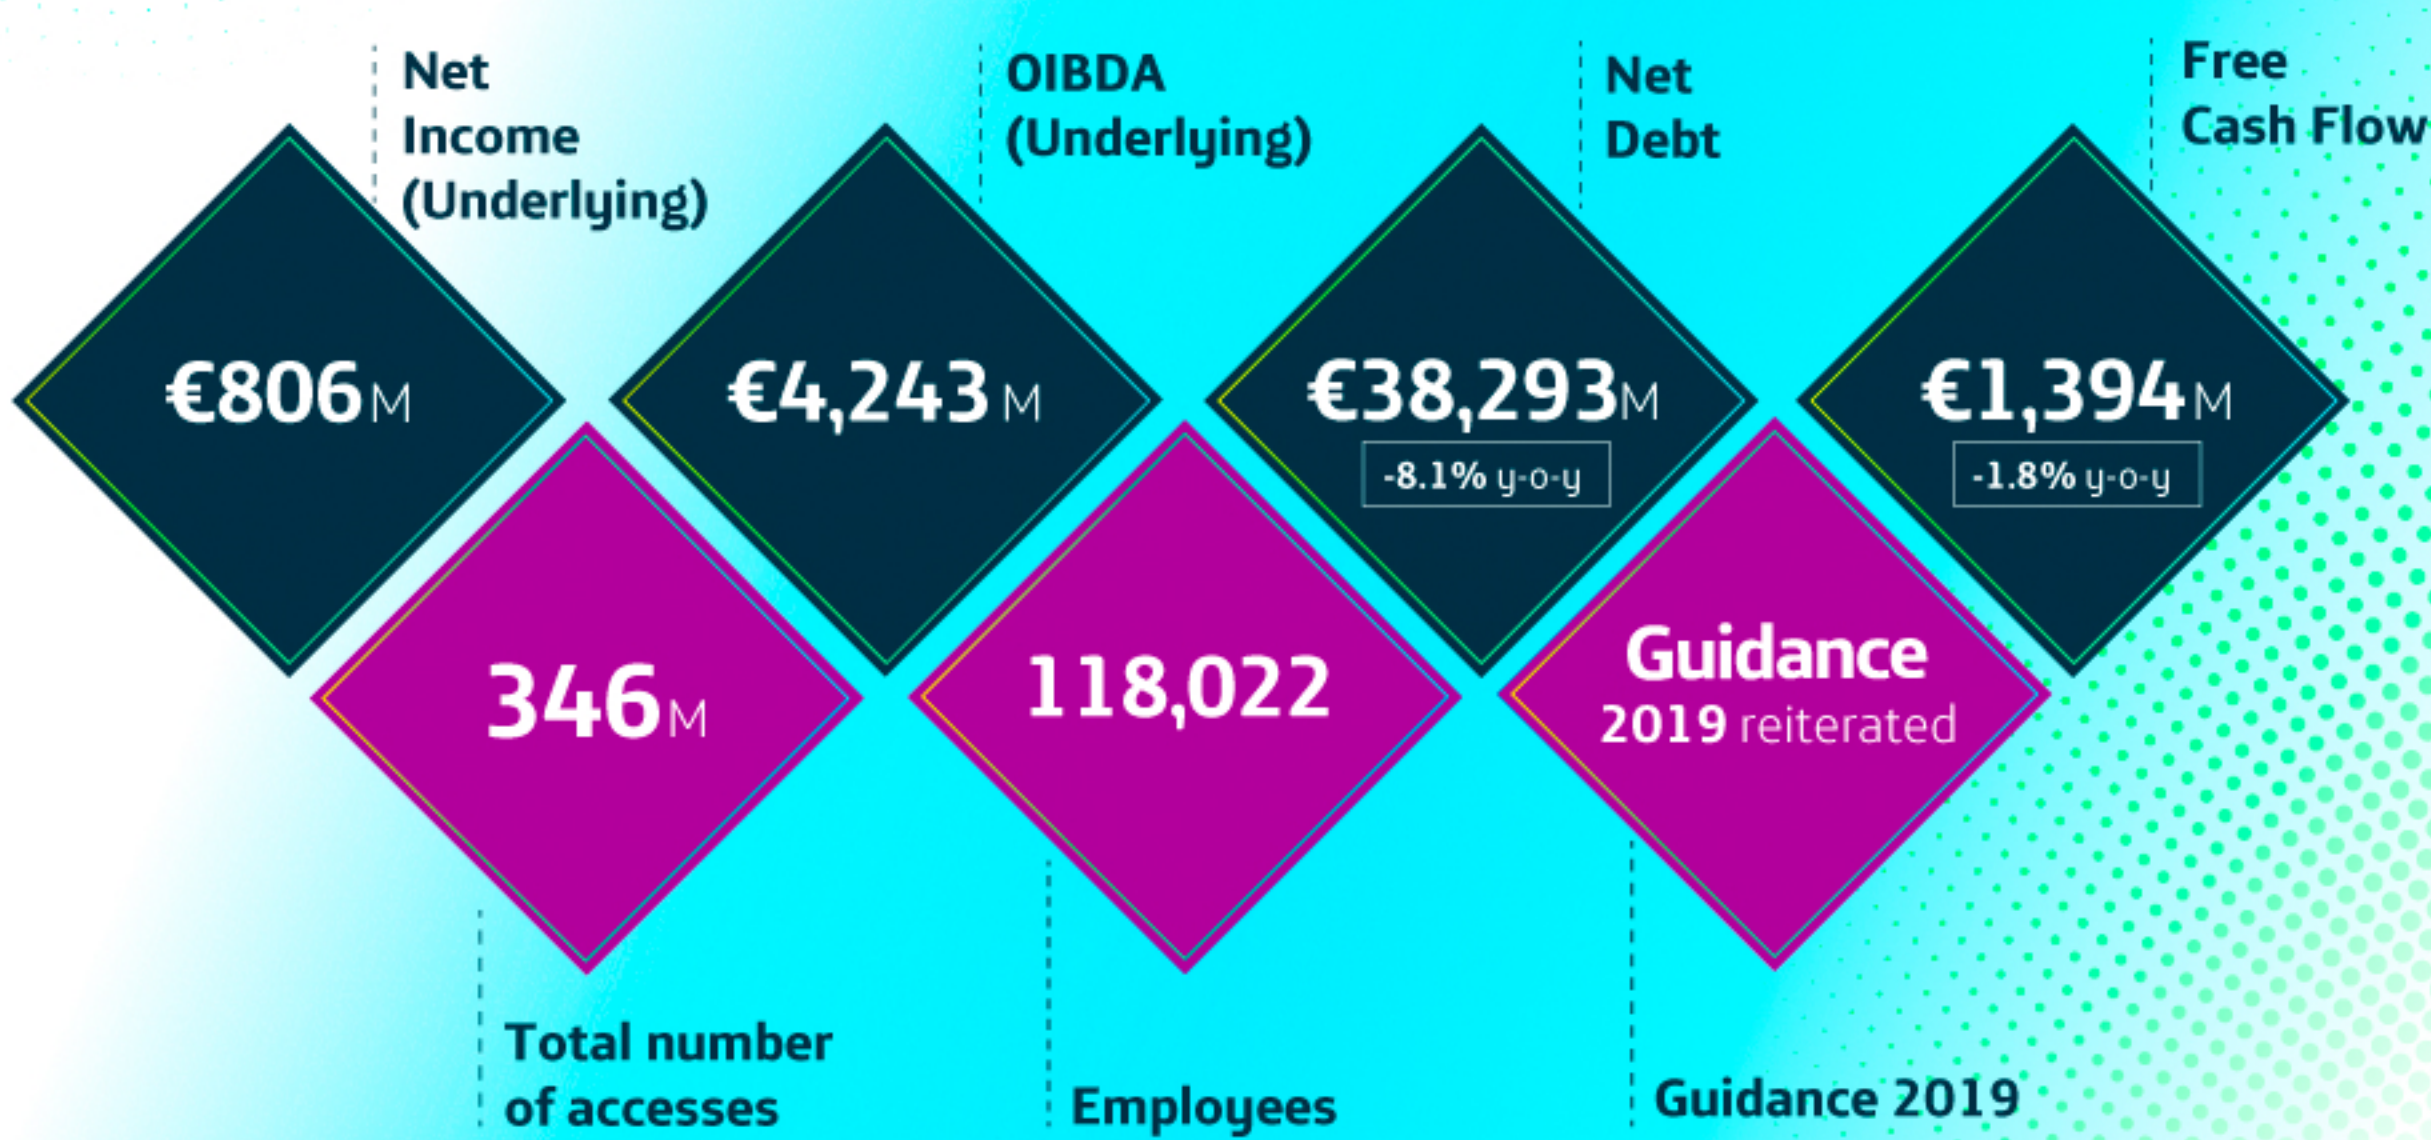 Net
Income
(Underlying)
€806M
OIBDA
(Underlying)
€4,243 M
Net
Debt
€38,293M
-8.1% y-o-y
Free
Cash Flow
€1,394M
-1.8% y-o-y
346M
Total number
of accesses
118,022
Employees
Guidance
2019 reiterated
Guidance 2019